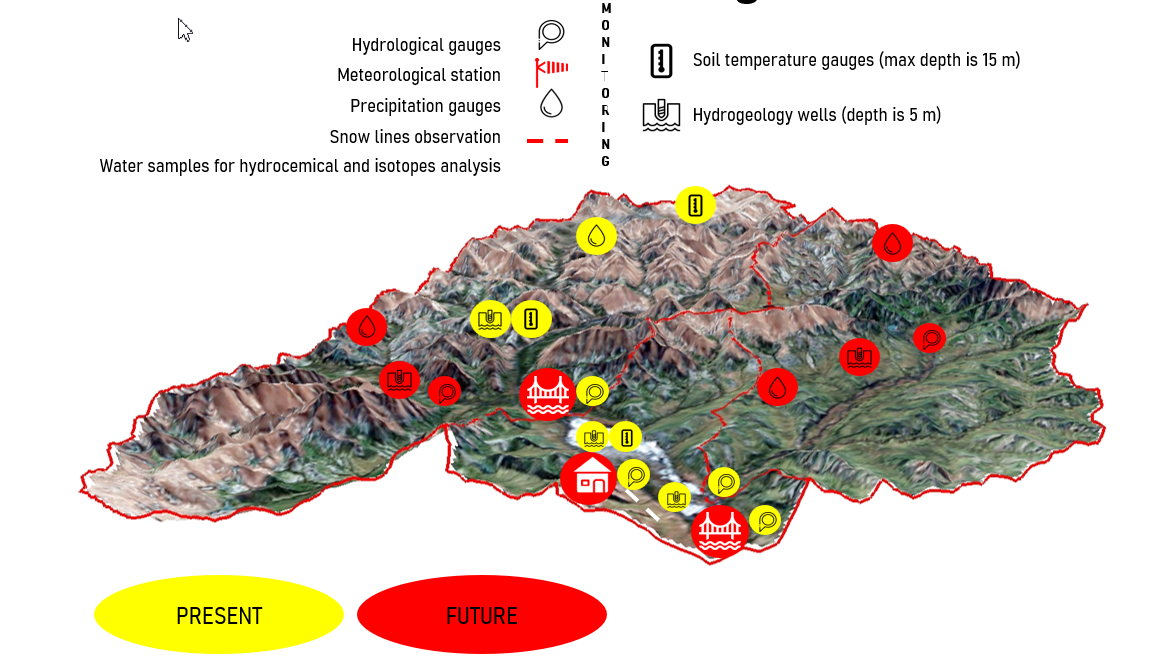 Hydrological gauges
Meteorological station
Precipitation gauges
Snow lines observation
Water samples for hydrocemical and isotopes analysis
MONITORING
Soil temperature gauges (max depth is 15 m)
Hydrogeology wells (depth is 5 m)
PRESENT
FUTURE